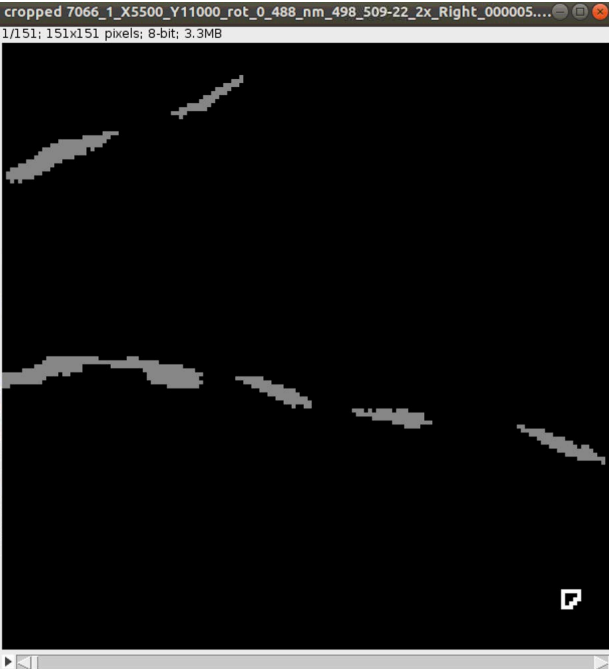 cropped 7066_1_X5500_Y11000_rot_0_488_nm_498_509-22_2x_Right_000005....
1/151; 151x151 pixels; 8-bit; 3.3MB